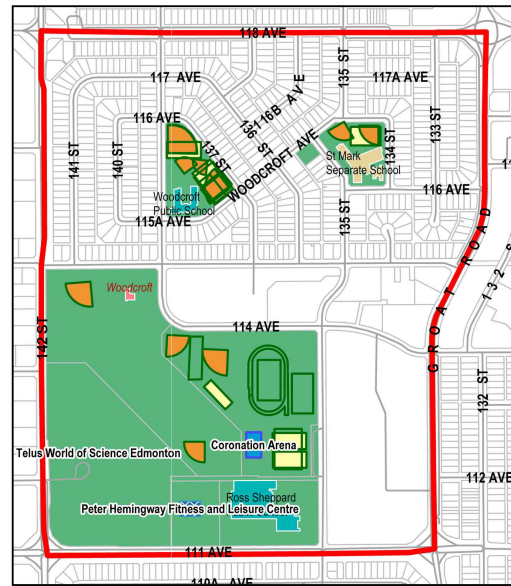 118 AVE
117 AVE
116B AVE
135 ST
117A AVE
116 AVE
136 ST
133 ST
141 ST
140 ST
137 ST
WOODCROFT AVE
134 ST
St Mark
Separate School
Woodcroft
Public School
116 AVE
115A AVE
135 ST
GROAT ROAD
132 S
Woodcroft
142 ST
114 AVE
132 ST
Telus World of Science Edmonton
Coronation Arena
112 AVE
Ross Sheppard
Peter Hemingway Fitness and Leisure Centre
111 AVE
110A AVE